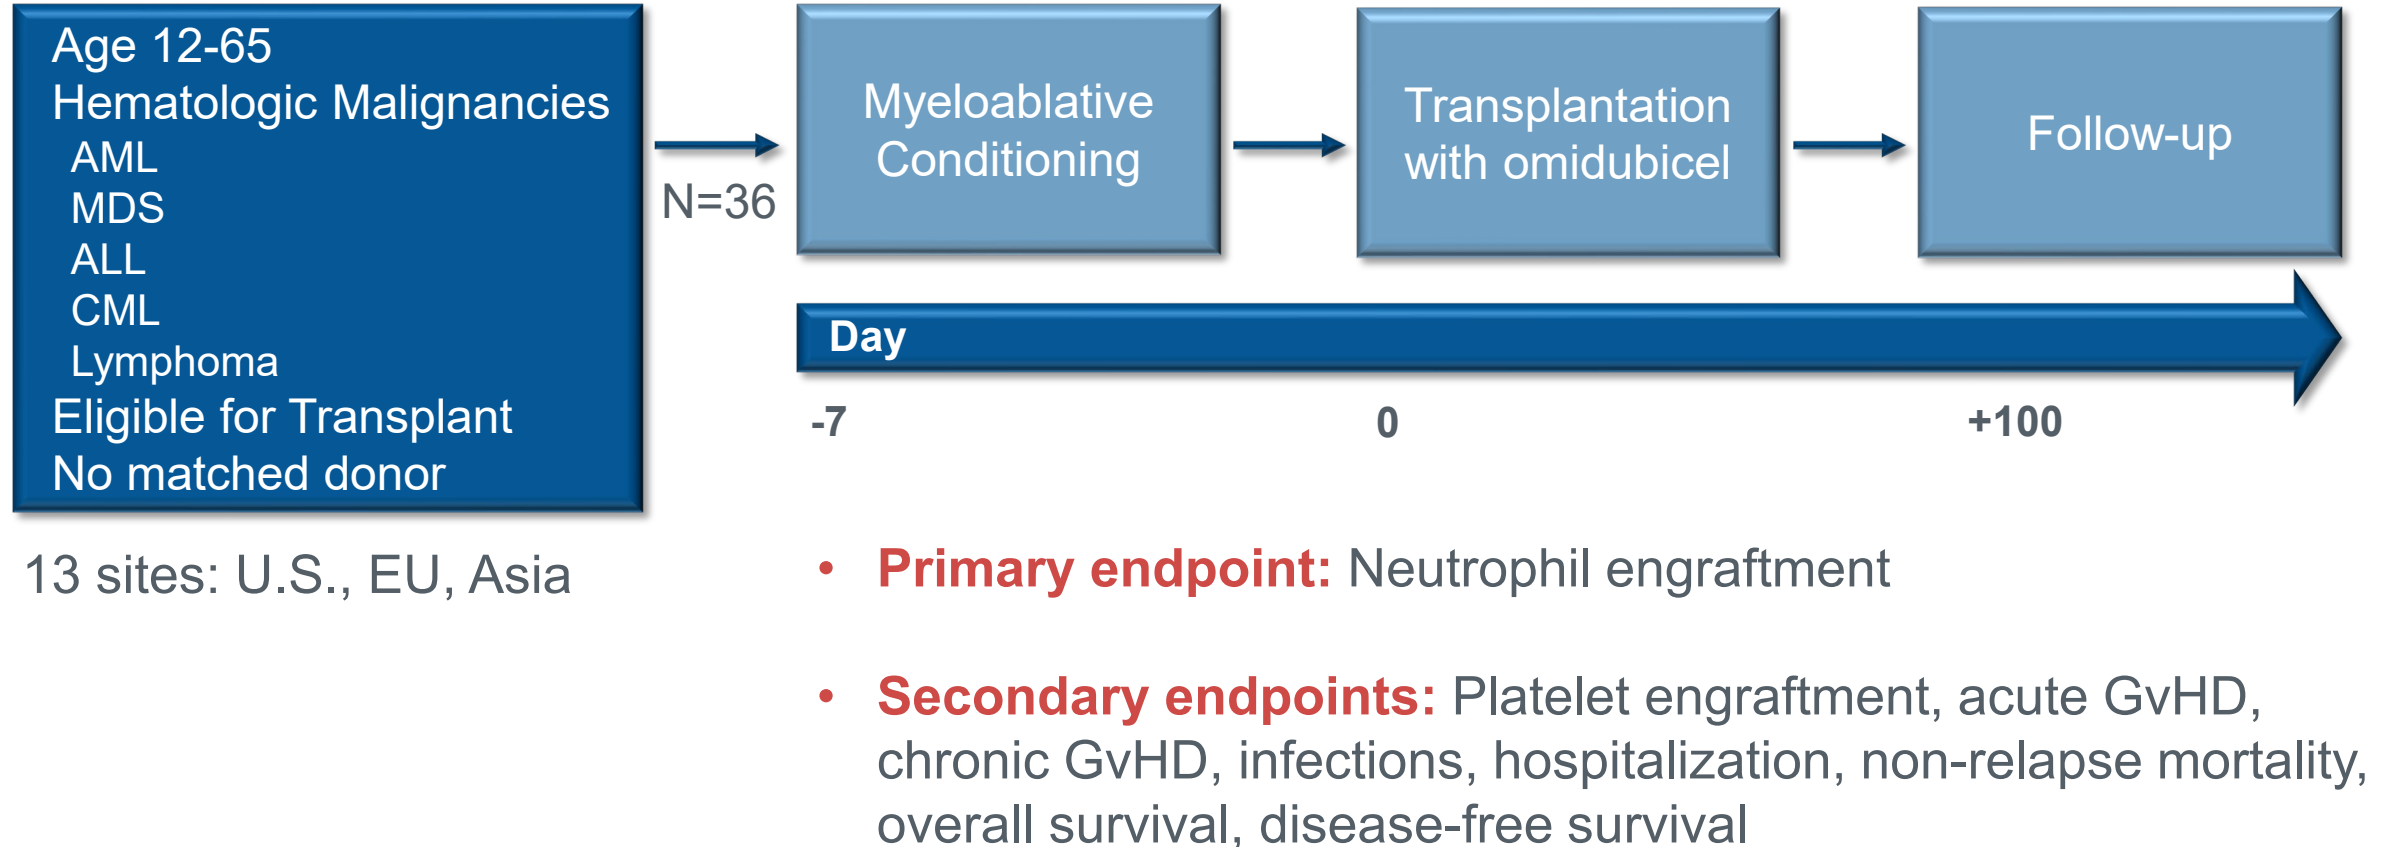 Age 12-65
Hematologic Malignancies
AML
MDS
ALL
CML
Lymphoma
Eligible for Transplant
No matched donor
13 sites: U.S., EU, Asia
N=36
Myeloablative
Conditioning
Transplantation
with omidubicel
Follow-up
Day
-7 0 +100
• Primary endpoint: Neutrophil engraftment
• Secondary endpoints: Platelet engraftment, acute GvHD,
chronic GvHD, infections, hospitalization, non-relapse mortality,
overall survival, disease-free survival